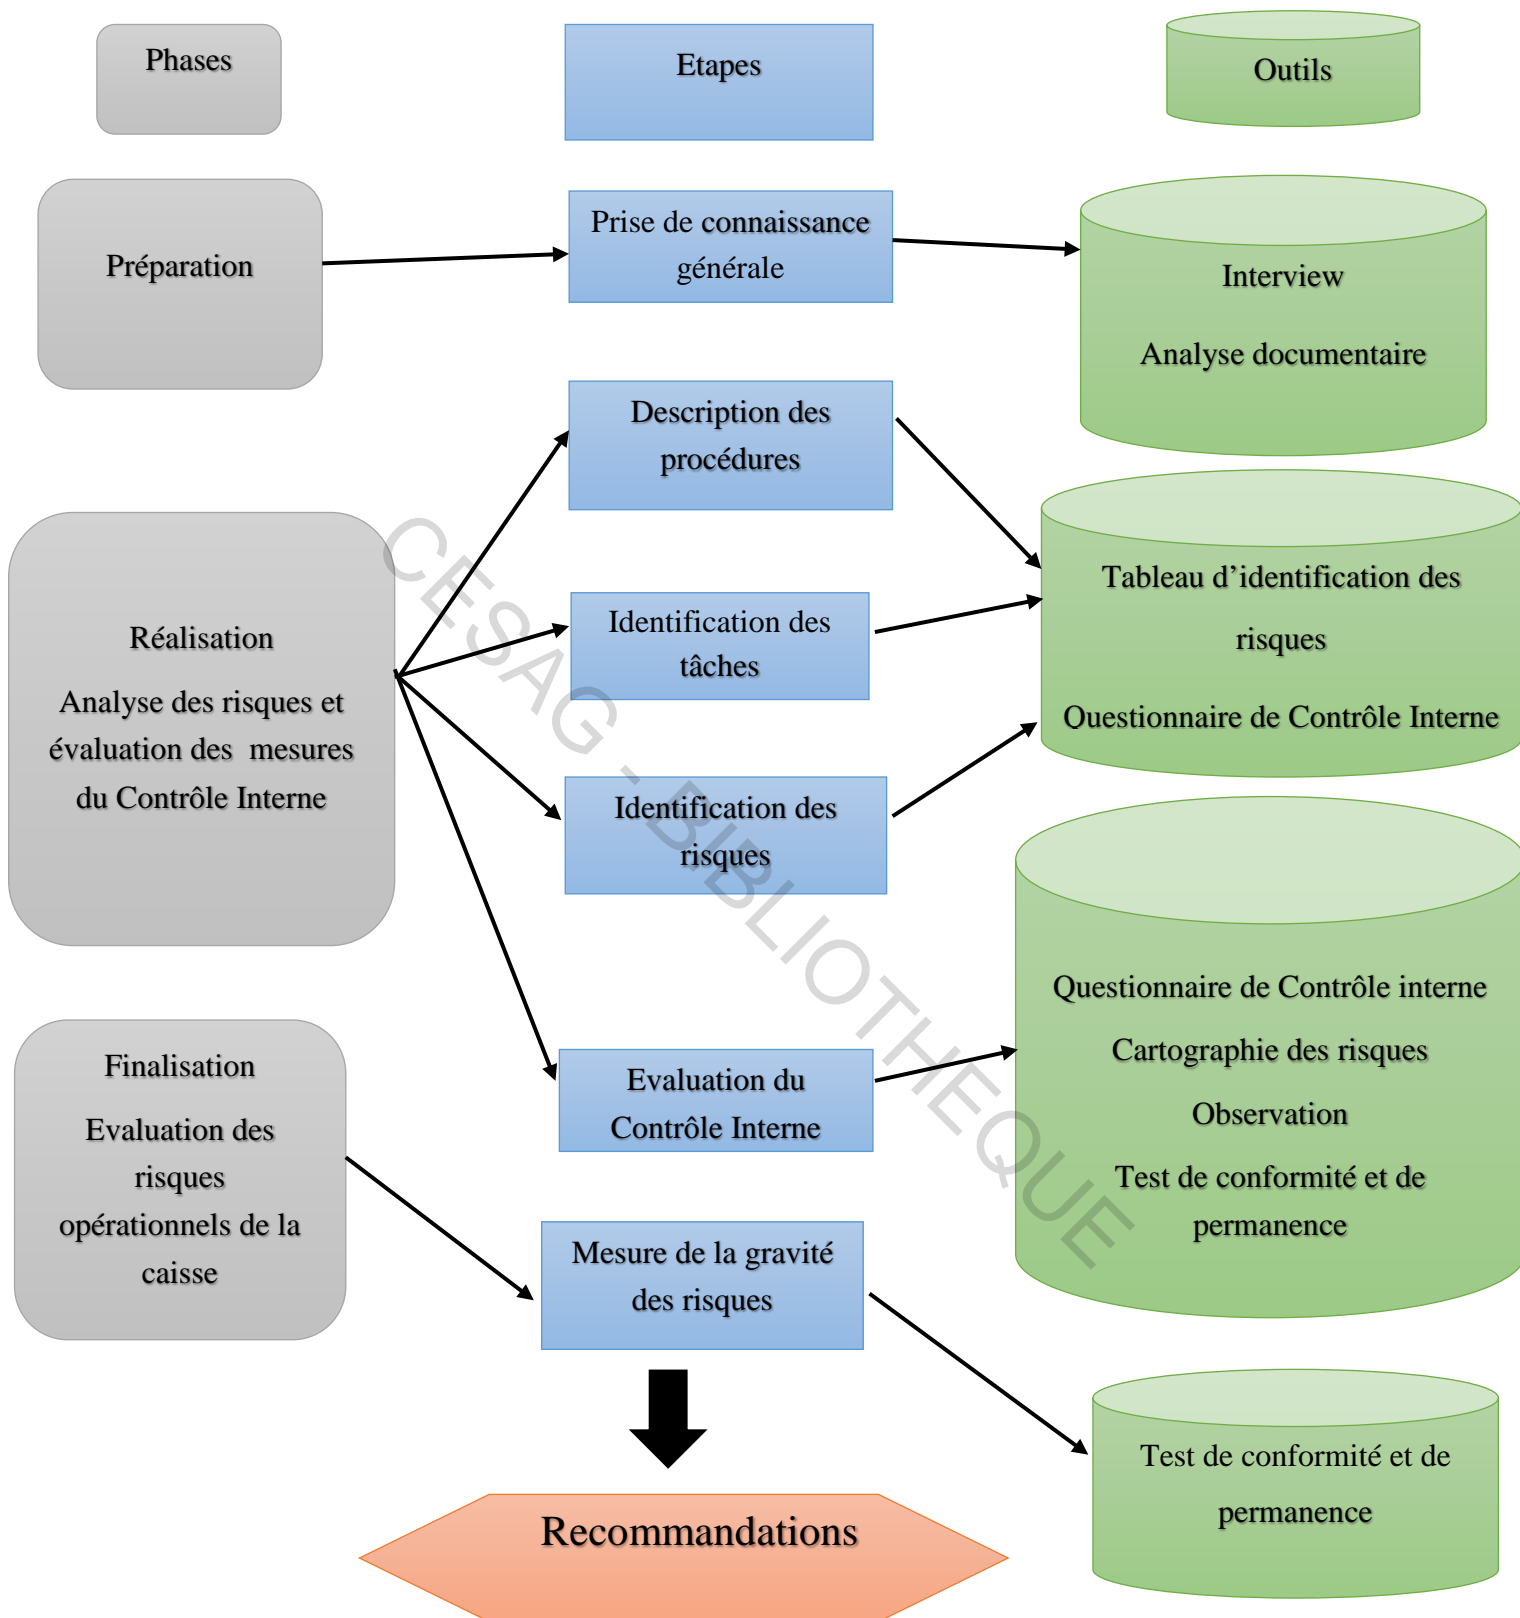 Phases
Etapes
Outils
Préparation
Prise de connaissance
générale
Interview
Analyse documentaire
Réalisation
Analyse des risques et
évaluation des  mesures
du Contrôle Interne
Description des
procédures
Identification des
tâches
Identification des
risques
Evaluation du
Contrôle Interne
Tableau d’identification des
risques
Questionnaire de Contrôle Interne
Questionnaire de Contrôle interne
Cartographie des risques
Observation
Test de conformité et de
permanence
Finalisation
Evaluation des
risques
opérationnels de la
caisse
Mesure de la gravité
des risques
Test de conformité et de
permanence
Recommandations
CESAG - BIBLIOTHEQUE